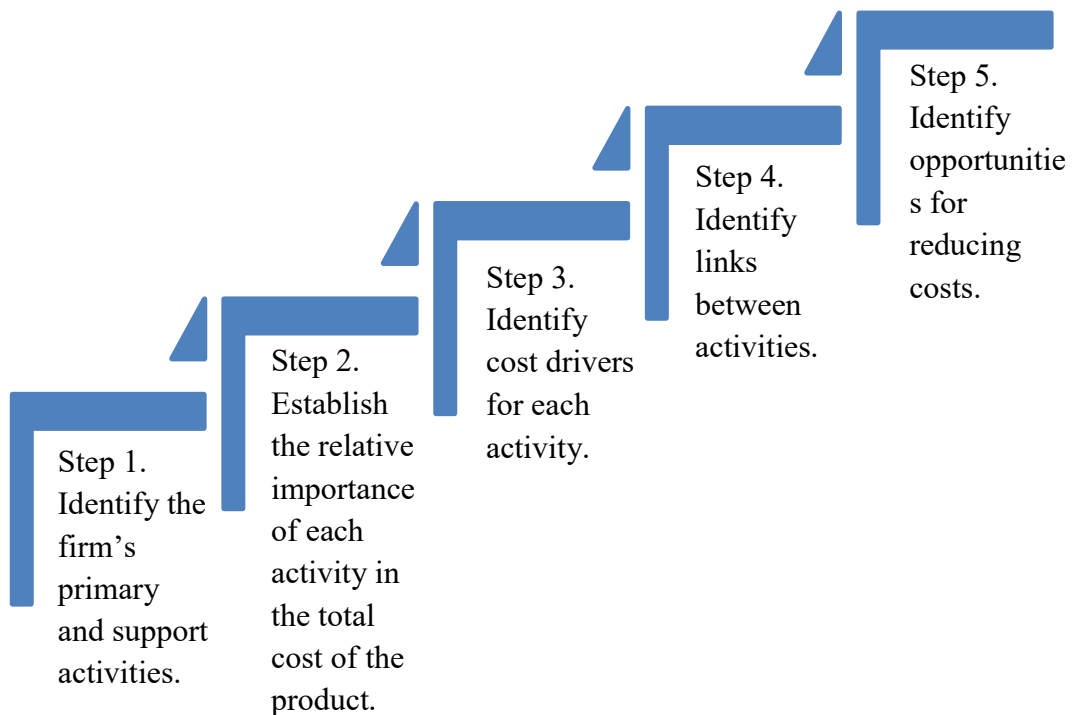 Step 1.
Identify the
firm’s
primary
and support
activities.
Step 2.
Establish
the relative
importance
of each
activity in
the total
cost of the
product.
Step 3.
Identify
cost drivers
for each
activity.
Step 4.
Identify
links
between
activities.
Step 5.
Identify
opportunitie
s for
reducing
costs.